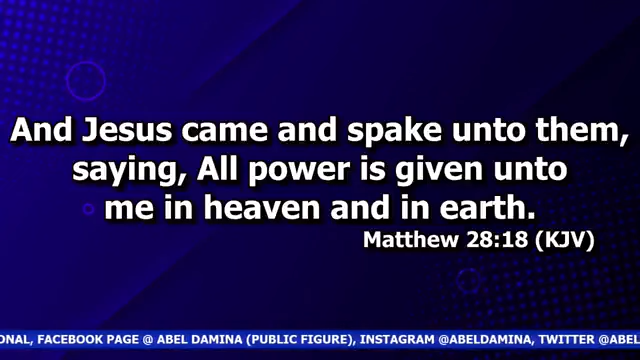 And Jesus came and spake unto them,
saying, All power is given unto
me in heaven and in earth.
Matthew 28:18 (KJV)
ONAL, FACEBOOK PAGE @ ABEL DAMINA (PUBLIC FIGURE), INSTAGRAM @ABELDAMINA, TWITTER @ABEL